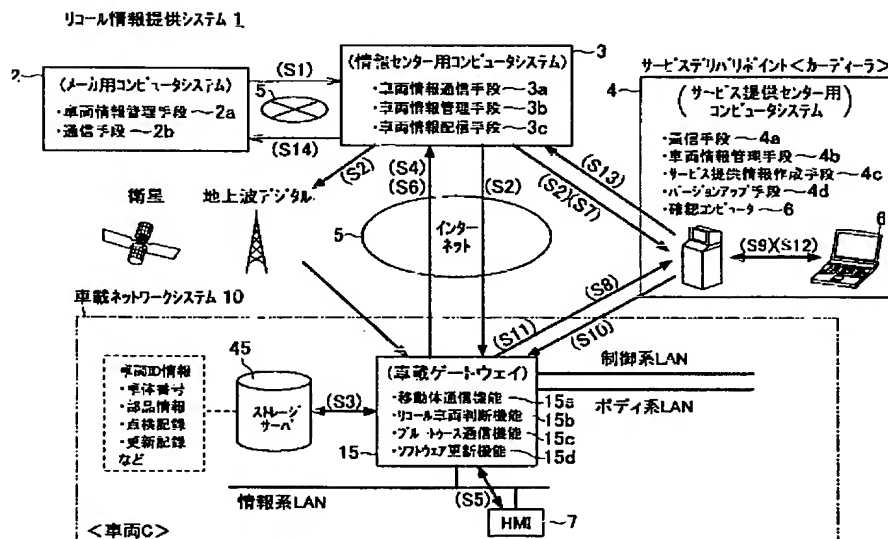 リコール情報提供システム 1
2
(メーカ用コンピュータシステム)
・車両情報管理手段〜2a
・通信手段〜2b
(S1)
5
(S14)
3
(情報センター用コンピュータシステム)
・車両情報通信手段〜3a
・車両情報管理手段〜3b
・車両情報配信手段〜3c
サービスデリバリポイント<カーディーラ>
4
(サービス提供センター用
コンピュータシステム)
・通信手段〜4a
・車両情報管理手段〜4b
・サービス提供情報作成手段〜4c
・バージョンアップ手段〜4d
・確認コンピュータ〜6
6
(S9)(S12)
(S2)
(S4)
(S6)
(S2)
(S13)
(S2)(S7)
衛星
地上波デジタル
5
インター
ネット
(S8)
(S11)
(S10)
車載ネットワークシステム 10
車両ID情報
・車体番号
・部品情報
・点検記録
・更新記録
など
45
ストレージ
サーバ
(S3)
(車載ゲートウェイ)
・移動体通信機能〜15a
・リコール車両判断機能〜15b
・ブルートゥース通信機能〜15c
・ソフトウェア更新機能〜15d
15
制御系LAN
ボディ系LAN
情報系LAN
(S5)
HMI
7
<車両C>